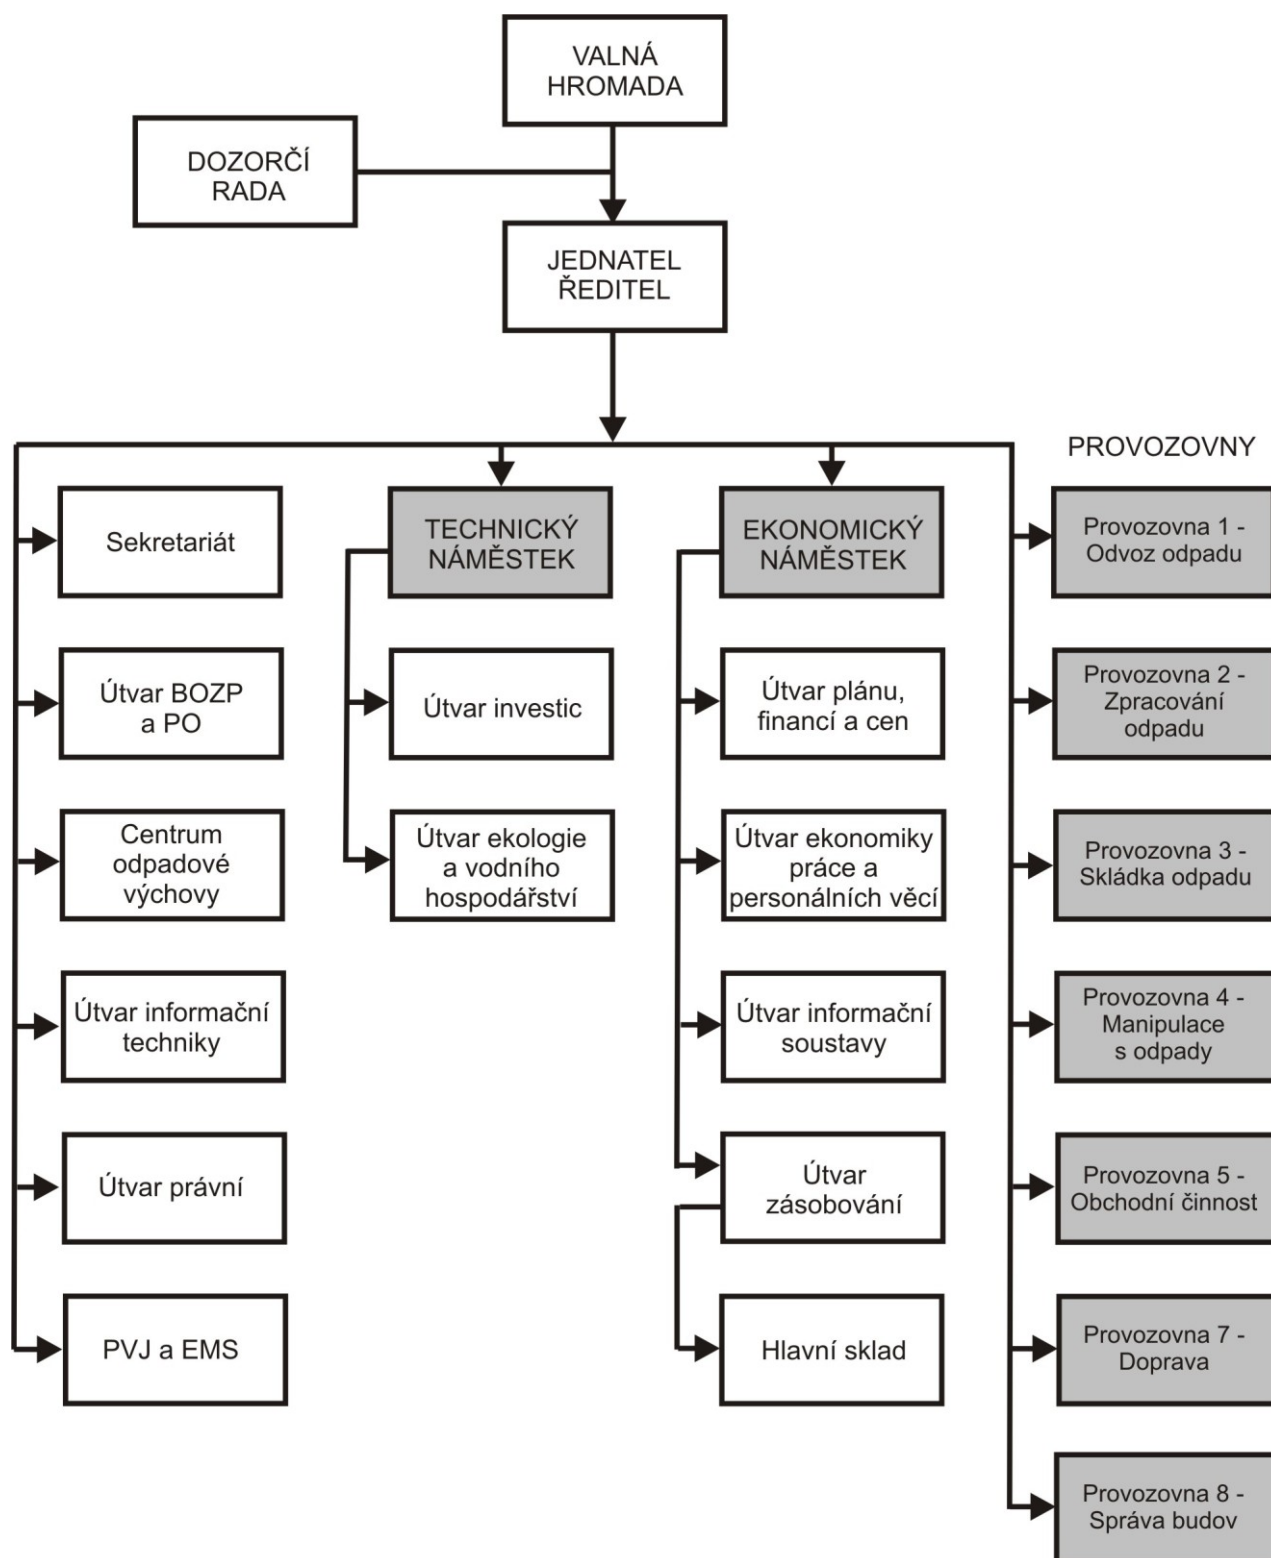 VALNÁ
HROMADA
DOZORČÍ
RADA
JEDNATEL
ŘEDITEL
PROVOZOVNY
Sekretariát
Útvar BOZP
a PO
Centrum
odpadové
výchovy
Útvar informační
techniky
Útvar právní
PVJ a EMS
TECHNICKÝ
NÁMĚSTEK
Útvar investic
Útvar ekologie
a vodního
hospodářství
EKONOMICKÝ
NÁMĚSTEK
Útvar plánu,
financí a cen
Útvar ekonomiky
práce a
personálních věcí
Útvar informační
soustavy
Útvar
zásobování
Hlavní sklad
Provozovna 1 -
Odvoz odpadu
Provozovna 2 -
Zpracování
odpadu
Provozovna 3 -
Skládka odpadu
Provozovna 4 -
Manipulace
s odpady
Provozovna 5 -
Obchodní činnost
Provozovna 7 -
Doprava
Provozovna 8 -
Správa budov